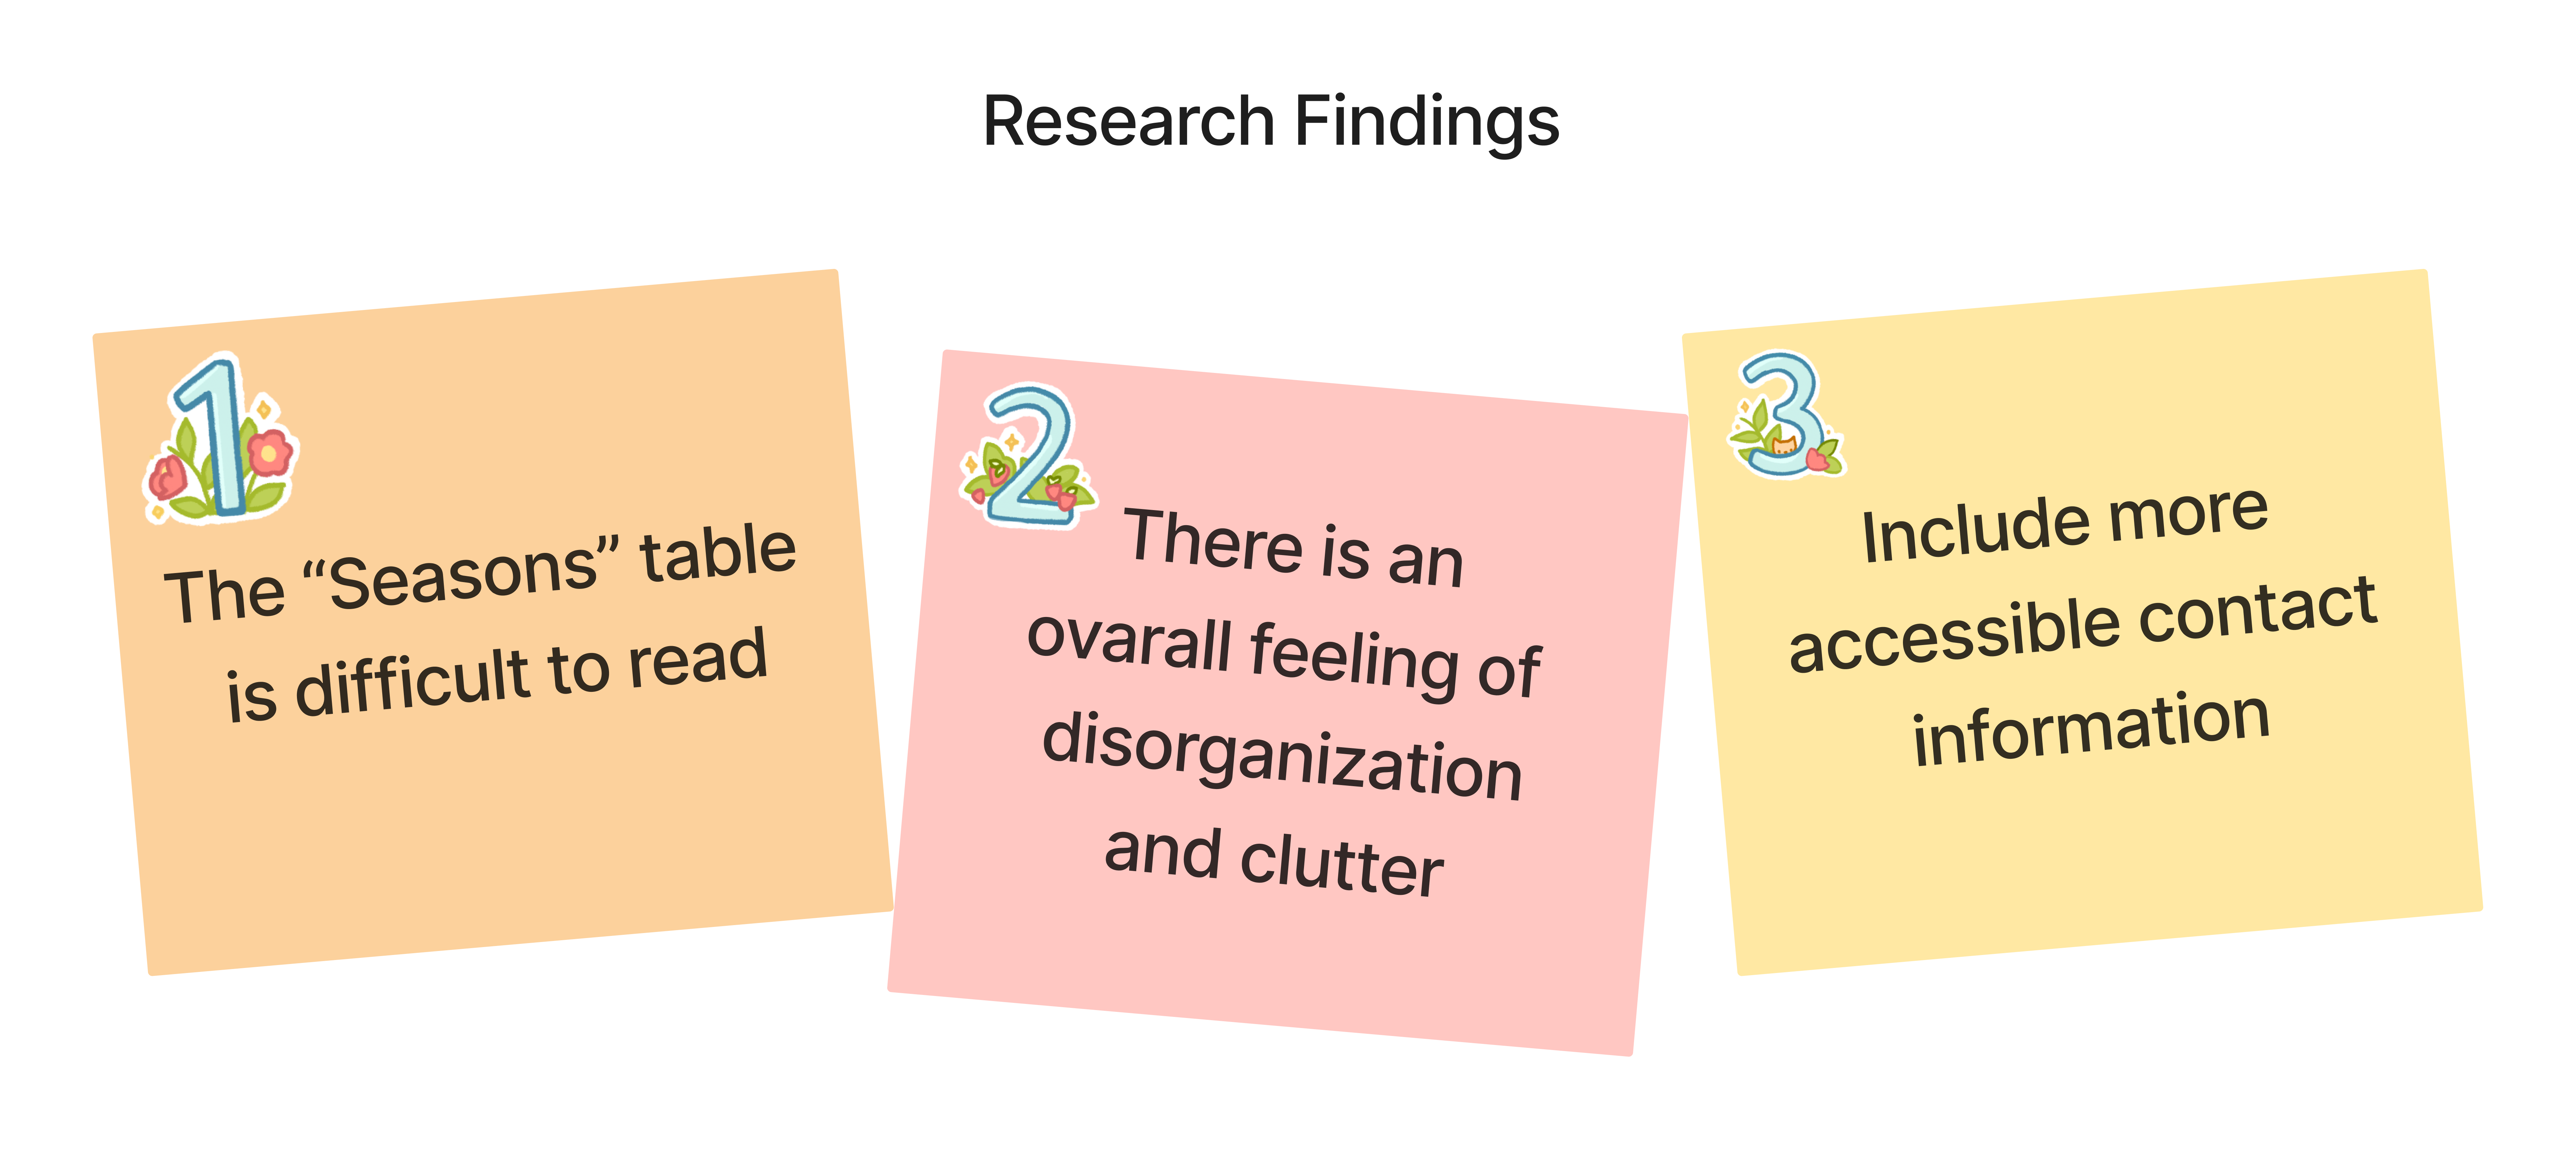 Research Findings
1
The “Seasons” table
is difficult to read
2
There is an
ovarall feeling of
disorganization
and clutter
3
Include more
accessible contact
information